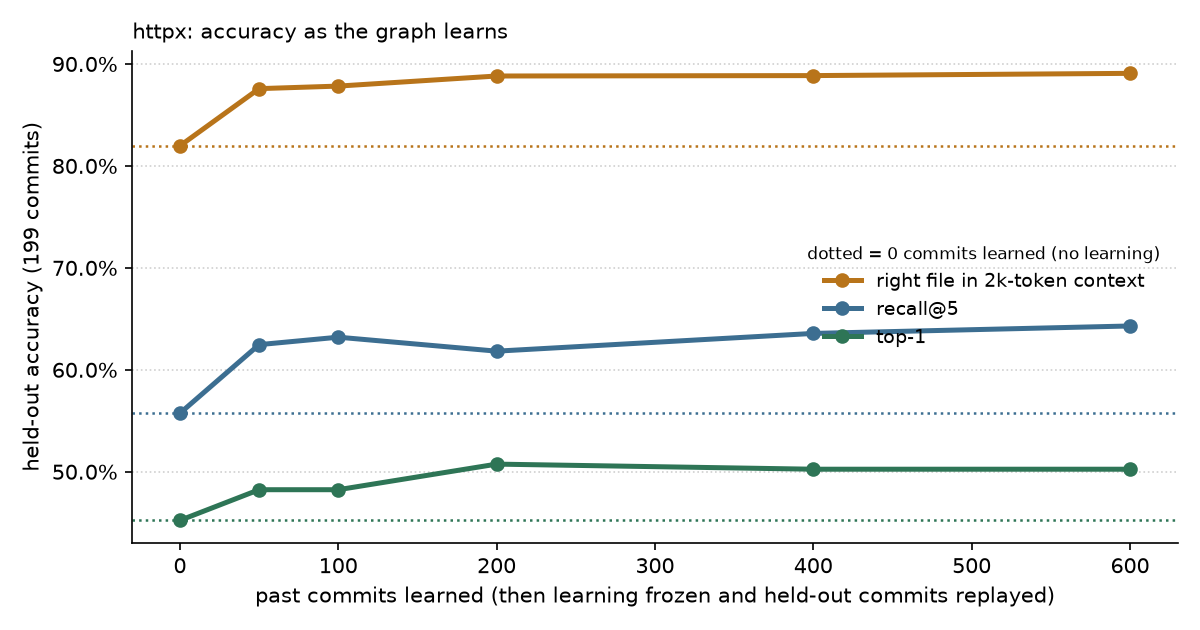 httpx: accuracy as the graph learns
held-out accuracy (199 commits)
90.0%
80.0%
70.0%
60.0%
50.0%
dotted = 0 commits learned (no learning)
right file in 2k-token context
recall@5
top-1
0
100
200
300
400
500
600
past commits learned (then learning frozen and held-out commits replayed)